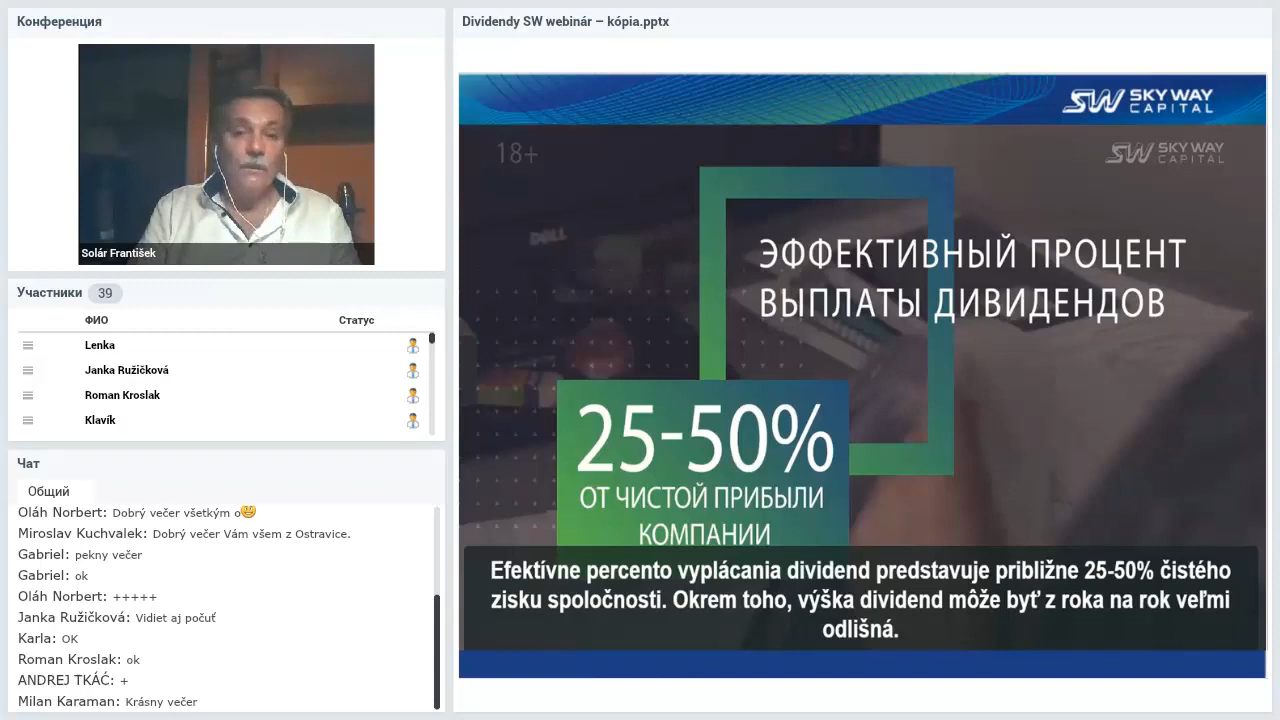 Конференция
Solár František
Участники 39
ФИО Статус
Lenka
Janka Ružičková
Roman Kroslak
Klavík
Чат
Общий
Oláh Norbert: Dobrý večer všetkým o
Miroslav Kuchvalek: Dobrý večer Vám všem z Ostravice.
Gabriel: pekny večer
Gabriel: ok
Oláh Norbert: +++++
Janka Ružičková: Vidiet aj počuť
Karla: OK
Roman Kroslak: ok
ANDREJ TKÁČ: +
Milan Karaman: Krásny večer
Dividendy SW webinár – kópia.pptx
SW SKY WAY
CAPITAL
18+
SW SKY WAY
CAPITAL
DELL
ЭФФЕКТИВНЫЙ ПРОЦЕНТ
ВЫПЛАТЫ ДИВИДЕНДОВ
25-50%
ОТ ЧИСТОЙ ПРИБЫЛИ
КОМПАНИИ
Efektívne percento vyplácania dividend predstavuje približne 25-50% čistého
zisku spoločnosti. Okrem toho, výška dividend môže byť z roka na rok veľmi
odlišná.